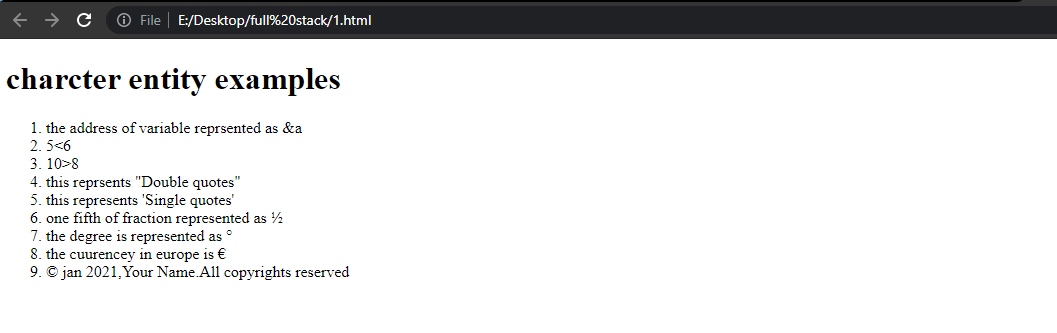 File | E:/Desktop/full%20stack/1.html
charcter entity examples
1. the address of variable reprsented as &a
2. 5<6
3. 10>8
4. this reprsents "Double quotes"
5. this represents 'Single quotes'
6. one fifth of fraction represented as ½
7. the degree is represented as °
8. the cuurencey in europe is €
9. © jan 2021,Your Name.All copyrights reserved